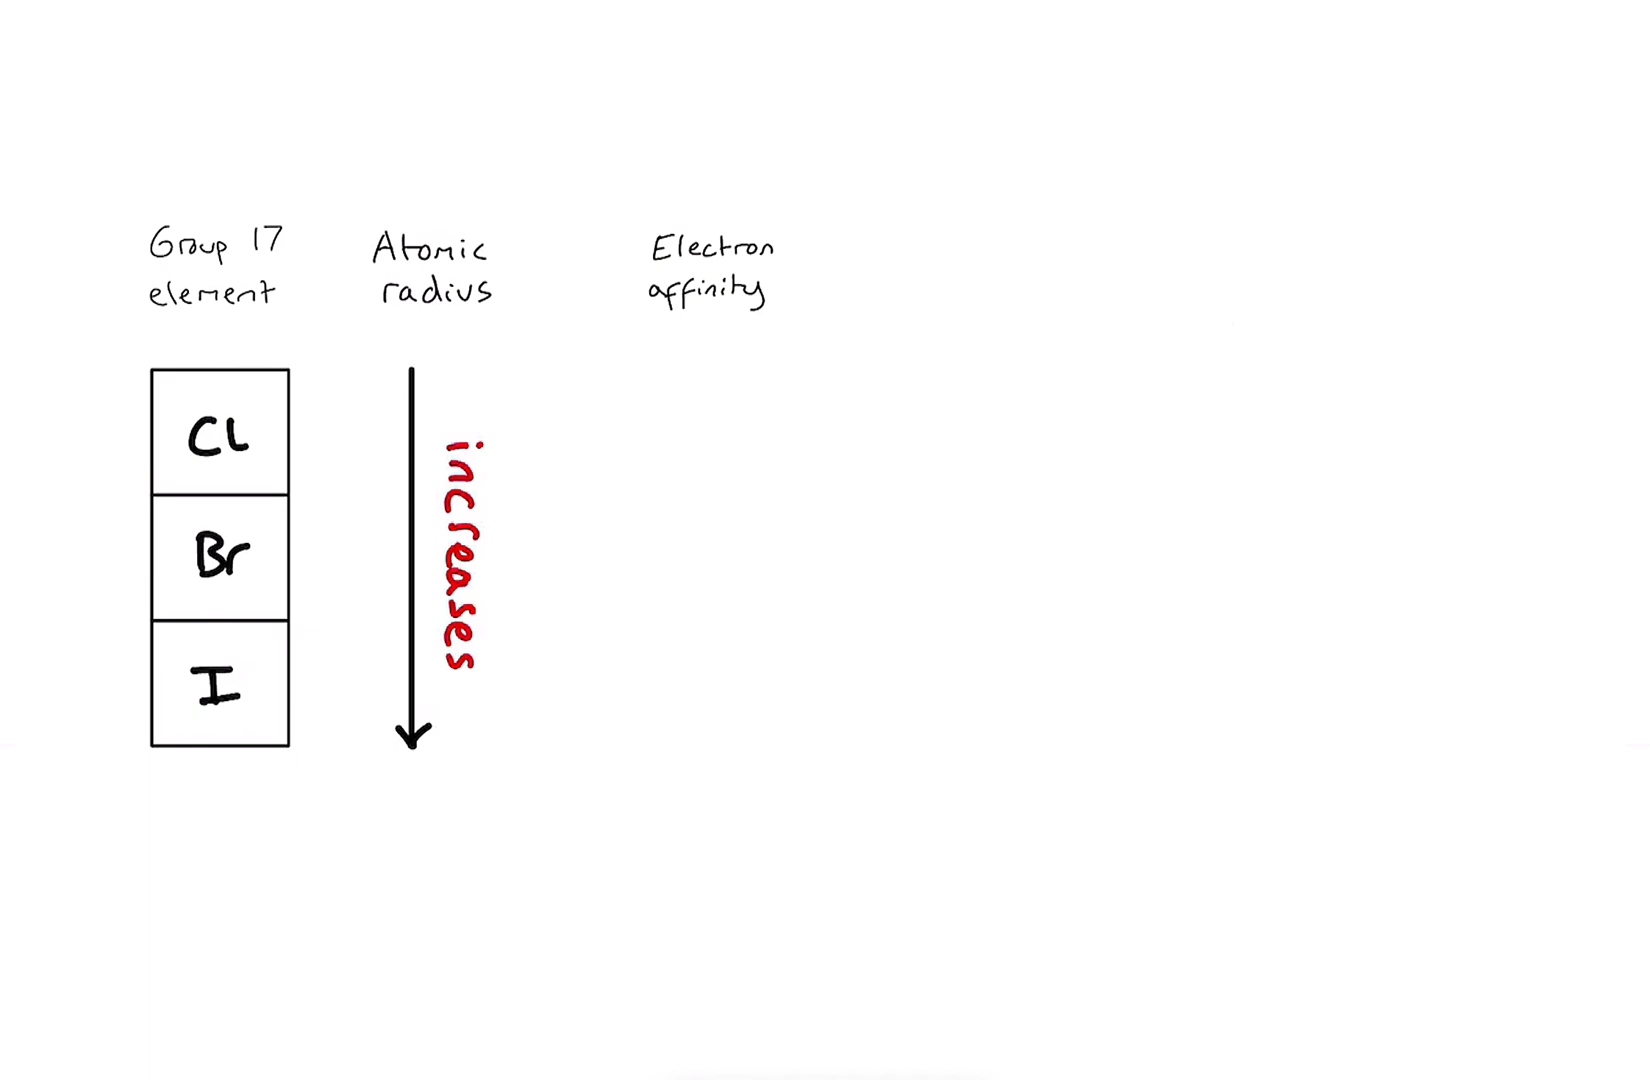 Group 17
element
Atomic
radius
Electron
affinity
Cl
Br
I
increases